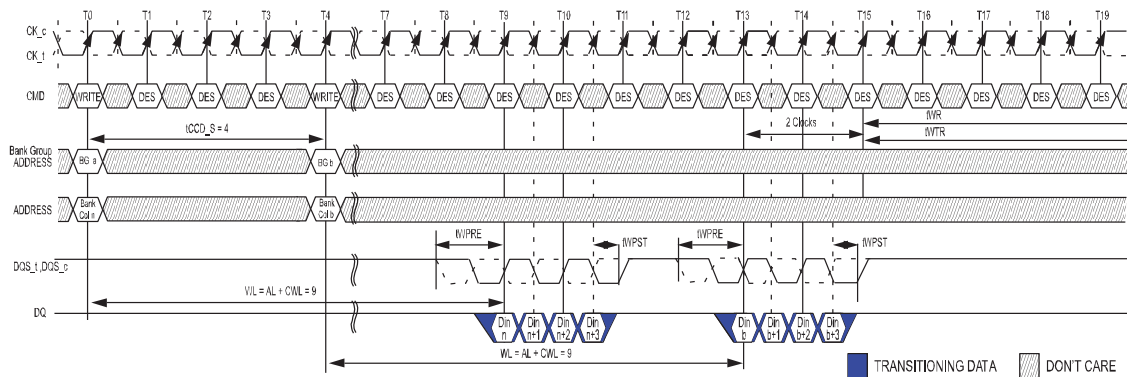 T0 T1 T2 T3 T4 T7 T8 T9 T10 T11 T12 T13 T14 T15 T16 T17 T18 T19
CK_c
CK_t
CMD WRITE DES DES DES WRITE DES DES DES DES DES DES DES DES DES DES DES DES DES
tCCD_S = 4 2 Clocks tWR
tWTR
Bank Group
ADDRESS BG a BG b
ADDRESS Bank Col n Bank Col b
tWPRE tWPST tWPRE tWPST
DQS_t ,DQS_c
WL = AL + CWL = 9
DQ Din n Din n+1 Din n+2 Din n+3 Din b Din b+1 Din b+2 Din b+3
WL = AL + CWL = 9
TRANSITIONING DATA DON'T CARE